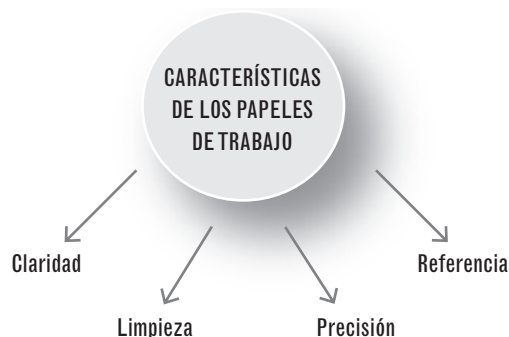 CARACTERÍSTICAS
DE LOS PAPELES
DE TRABAJO
Claridad
Referencia
Limpieza
Precisión